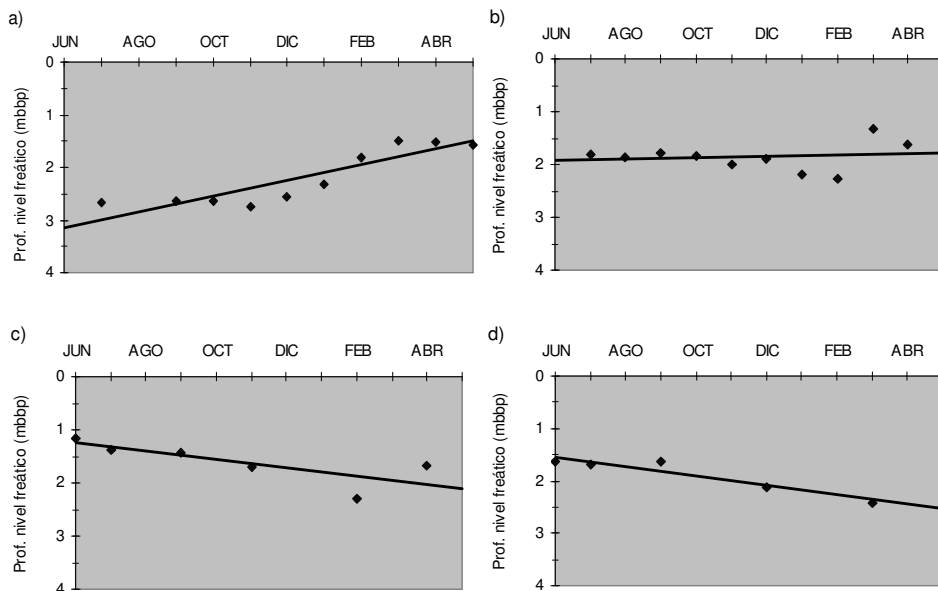 a)
JUN AGO OCT DIC FEB ABR
0
1
2
3
4
Prof. nivel freático (mbbp)
b)
JUN AGO OCT DIC FEB ABR
0
1
2
3
4
Prof. nivel freático (mbbp)
c)
JUN AGO OCT DIC FEB ABR
0
1
2
3
4
Prof. nivel freático (mbbp)
d)
JUN AGO OCT DIC FEB ABR
0
1
2
3
4
Prof. nivel freático (mbbp)